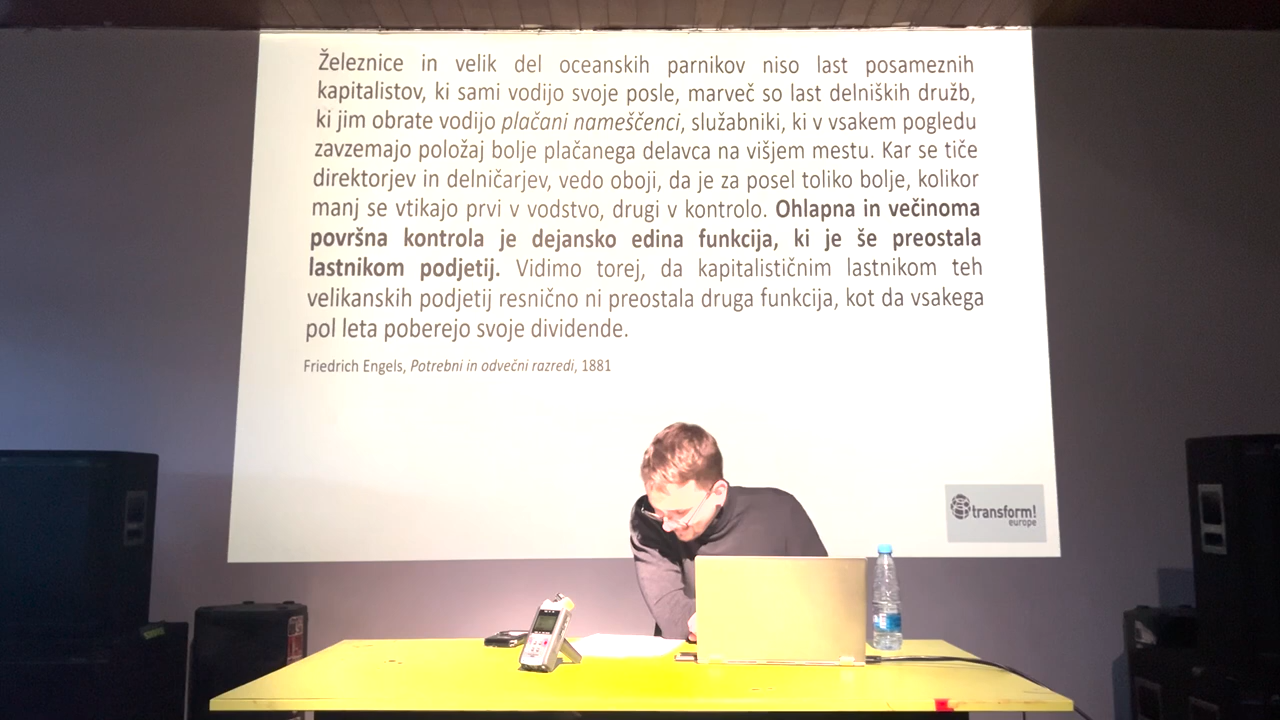 Železnice in velik del oceanskih parnikov niso last posameznih
kapitalistov, ki sami vodijo svoje posle, marveč so last delniških družb,
ki jim obrate vodijo plačani nameščenci, služabniki, ki v vsakem pogledu
zavzemajo položaj bolje plačanega delavca na višjem mestu. Kar se tiče
direktorjev in delničarjev, vedo oboji, da je za posel toliko bolje, kolikor
manj se vtikajo prvi v vodstvo, drugi v kontrolo. Ohlapna in večinoma
površna kontrola je dejansko edina funkcija, ki je še preostala
lastnikom podjetij. Vidimo torej, da kapitalističnim lastnikom teh
velikanskih podjetij resnično ni preostala druga funkcija, kot da vsakega
pol leta poberejo svoje dividende.
Friedrich Engels, Potrebni in odvečni razredi, 1881
transform!
europe